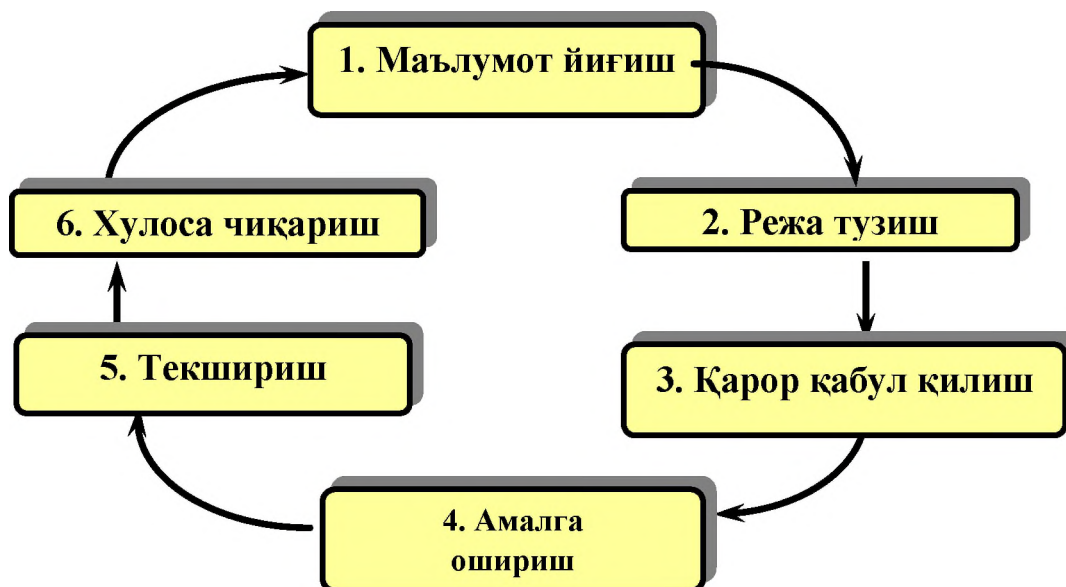 1. Маълумот йиғиш
2. Режа тузиш
3. Қарор қабул қилиш
4. Амалга
ошириш
5. Текшириш
6. Хулоса чиқариш